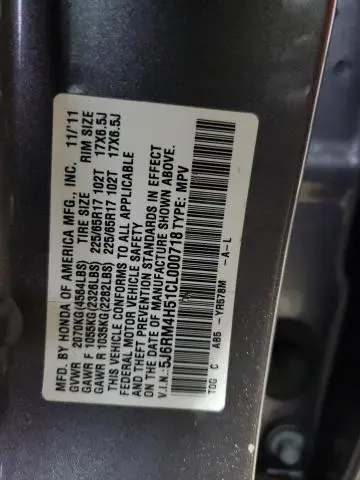 MFD. BY HONDA OF AMERICA MFG., INC. 11/'11
GVWR 2070KG(4564LBS) TIRE SIZE RIM SIZE
GAWR F 1055KG(2326LBS) 225/65R17 102T 17X6.5J
GAWR R 1035KG(2282LBS) 225/65R17 102T 17X6.5J
THIS VEHICLE CONFORMS TO ALL APPLICABLE
FEDERAL MOTOR VEHICLE SAFETY
AND THEFT PREVENTION STANDARDS IN EFFECT
ON THE DATE OF MANUFACTURE SHOWN ABOVE.
V.I.N.:5J6RM4H51CL000718 TYPE: MPV
TOG C AB5 -YR578M -A-L